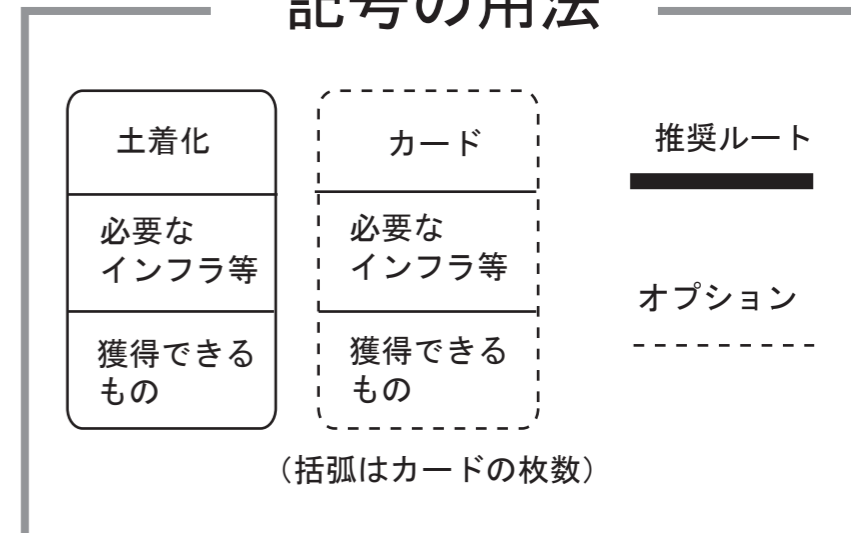 記号の用法
土着化
必要な
インフラ等
獲得できる
もの
カード
必要な
インフラ等
獲得できる
もの
推奨ルート
オプション
（括弧はカードの枚数）